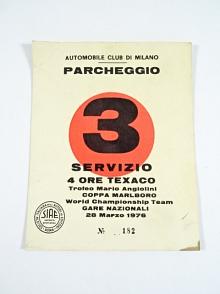 AUTOMOBILE CLUB DI MILANO
PARCHEGGIO
3
SERVIZIO
4 ORE TEXACO
Trofeo Mario Angiolini
COPPA MARLBORO
World Championship Team
GARE NAZIONALI
28 Marzo 1976
SIAE
№ 182